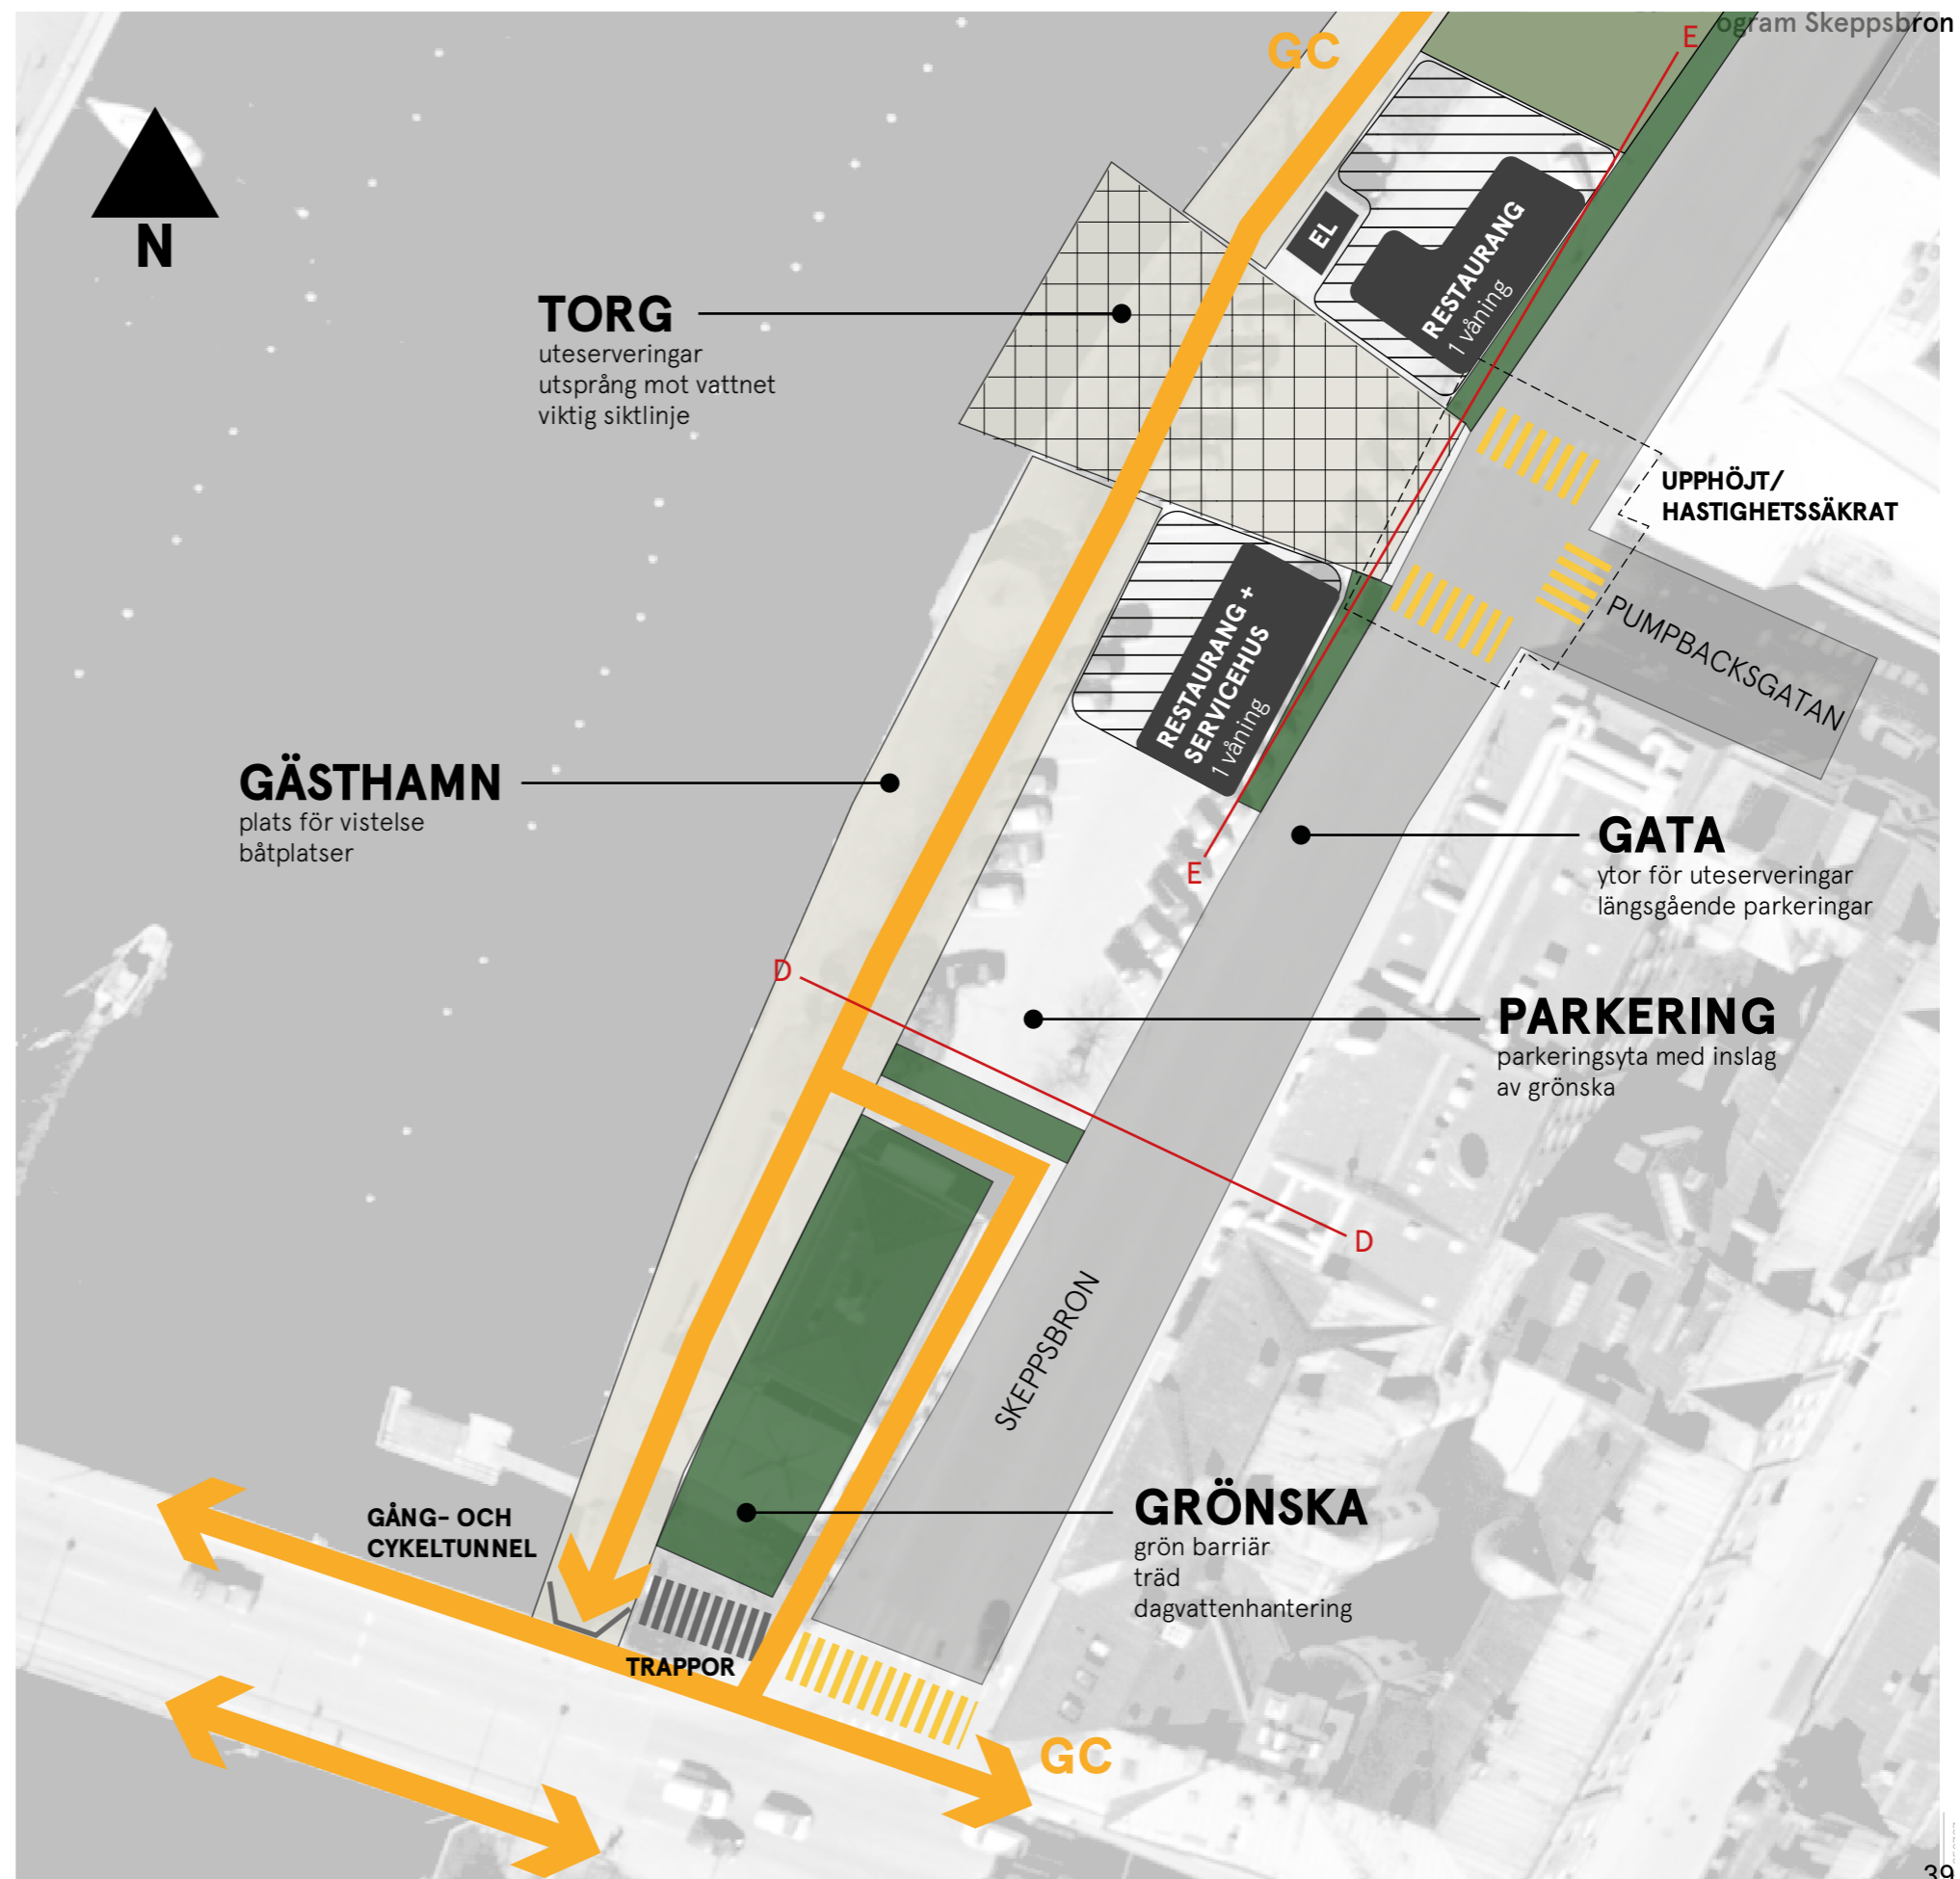 ogram Skeppsbron
GC
E
N
EL
RESTAURANG
1 våning
TORG
uteserveringar
utsprång mot vattnet
viktig siktlinje
UPPHÖJT/
HASTIGHETSSÄKRAT
PUMPBACKSGATAN
RESTAURANG +
SERVICEHUS
1 våning
GÄSTHAMN
plats för vistelse
båtplatser
GATA
ytor för uteserveringar
längsgående parkeringar
E
D
PARKERING
parkeringsyta med inslag
av grönska
D
SKEPPSBRON
GRÖNSKA
grön barriär
träd
dagvattenhantering
GÅNG- OCH
CYKELTUNNEL
TRAPPOR
GC
39